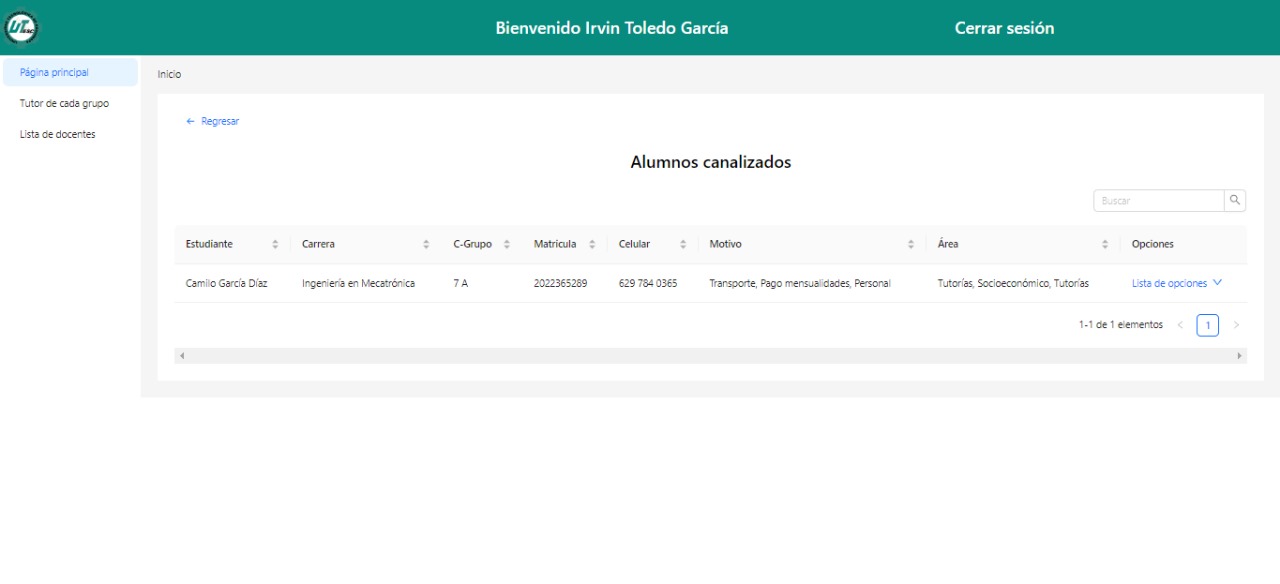 Bienvenido Irvin Toledo García
Cerrar sesión
Página principal
Tutor de cada grupo
Lista de docentes
Inicio
← Regresar
Alumnos canalizados
Buscar
Estudiante Carrera C-Grupo Matrícula Celular Motivo Área Opciones
Camilo García Díaz Ingeniería en Mecatrónica 7 A 2022365289 629 784 0365 Transporte, Pago mensualidades, Personal Tutorías, Socioeconómico, Tutorías Lista de opciones
1-1 de 1 elementos < 1 >